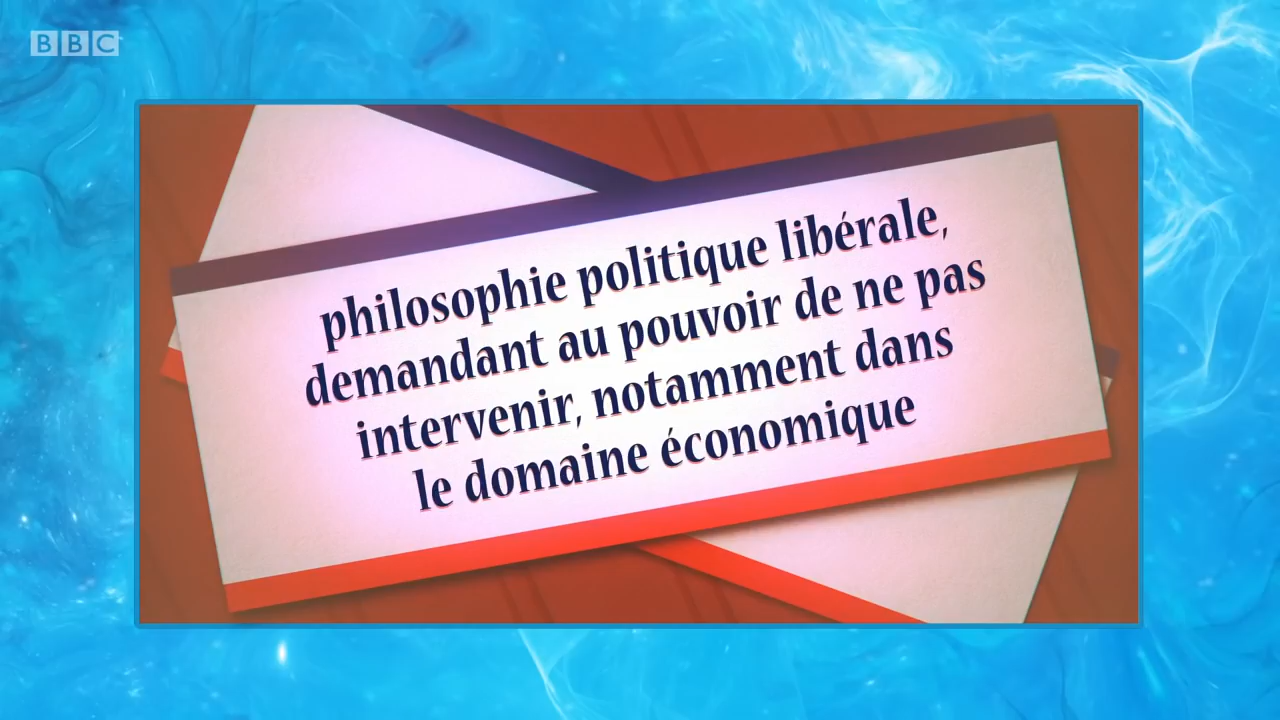 BBC
philosophie politique libérale,
demandant au pouvoir de ne pas
intervenir, notamment dans
le domaine économique